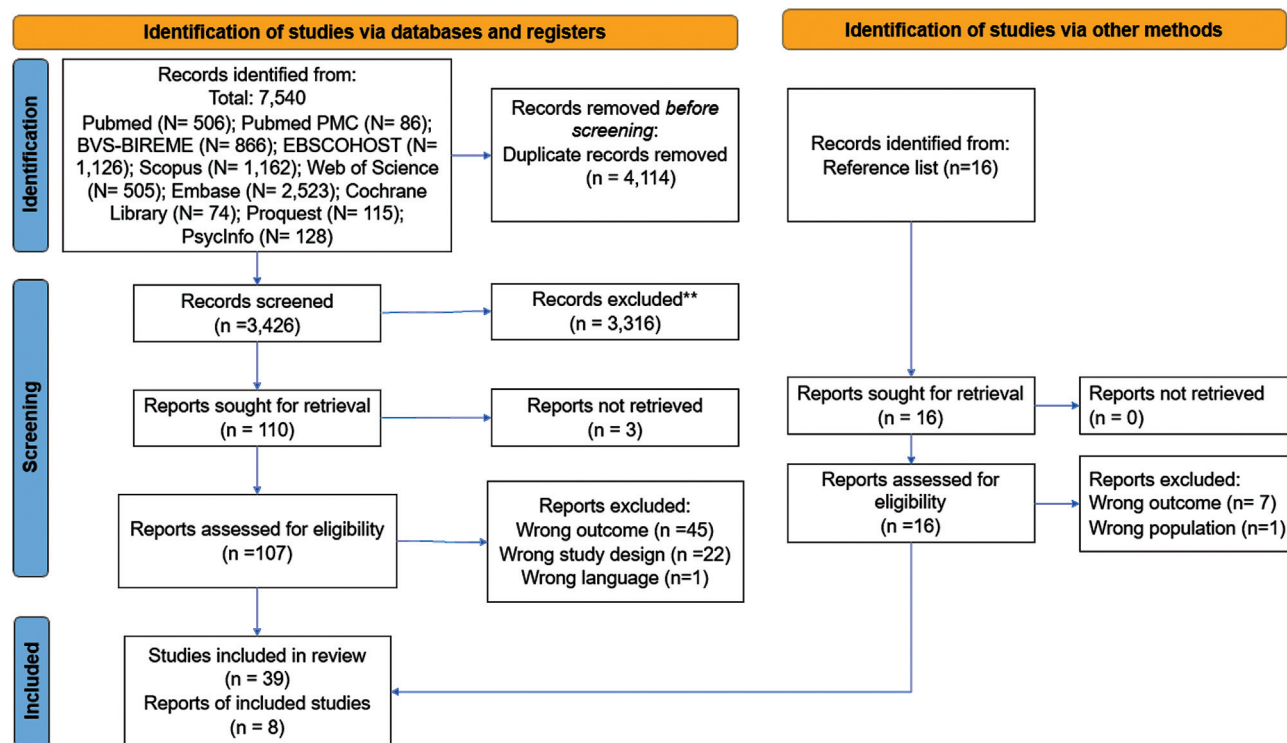 Identification of studies via databases and registers
Identification of studies via other methods
Identification
Records identified from:
Total: 7,540
Pubmed (N= 506); Pubmed PMC (N= 86);
BVS-BIREME (N= 866); EBSCOHOST (N=
1,126); Scopus (N= 1,162); Web of Science
(N= 505); Embase (N= 2,523); Cochrane
Library (N= 74); Proquest (N= 115);
PsycInfo (N= 128)
Records removed before
screening:
Duplicate records removed
(n = 4,114)
Records identified from:
Reference list (n=16)
Screening
Records screened
(n =3,426)
Records excluded**
(n = 3,316)
Reports sought for retrieval
(n = 110)
Reports not retrieved
(n = 3)
Reports sought for retrieval
(n = 16)
Reports not retrieved
(n = 0)
Reports assessed for eligibility
(n =107)
Reports excluded:
Wrong outcome (n =45)
Wrong study design (n =22)
Wrong language (n=1)
Reports assessed for
eligibility
(n =16)
Reports excluded:
Wrong outcome (n= 7)
Wrong population (n=1)
Included
Studies included in review
(n = 39)
Reports of included studies
(n = 8)